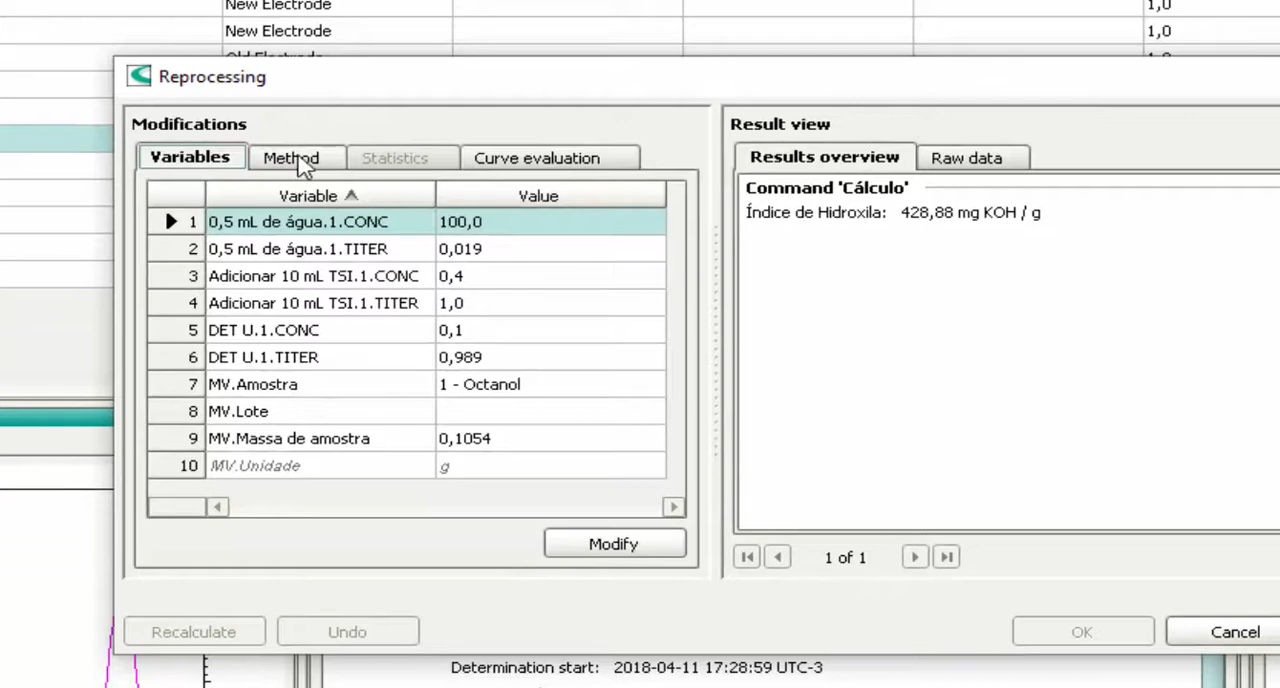 New Electrode
1,0
New Electrode
1,0
Old Electrode
1,0
Reprocessing
Modifications
Variables Method Statistics Curve evaluation
Variable Value
1 0,5 mL de água.1.CONC 100,0
2 0,5 mL de água.1.TITER 0,019
3 Adicionar 10 mL TSI.1.CONC 0,4
4 Adicionar 10 mL TSI.1.TITER 1,0
5 DET U.1.CONC 0,1
6 DET U.1.TITER 0,989
7 MV.Amostra 1 - Octanol
8 MV.Lote
9 MV.Massa de amostra 0,1054
10 MV.Unidade g
Modify
Result view
Results overview Raw data
Command 'Cálculo'
Índice de Hidroxila: 428,88 mg KOH / g
1 of 1
Recalculate Undo OK Cancel
Determination start: 2018-04-11 17:28:59 UTC-3